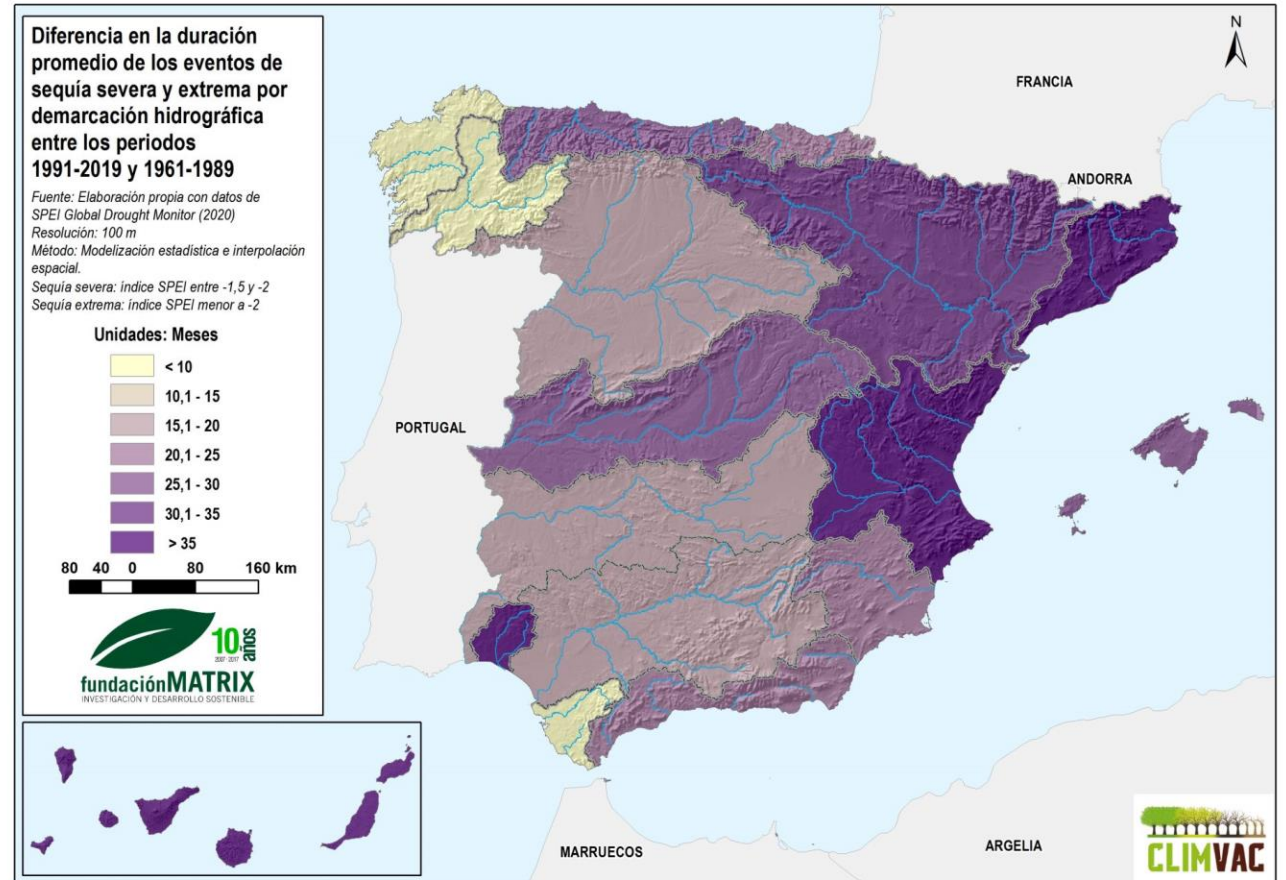 Diferencia en la duración
promedio de los eventos de
sequía severa y extrema por
demarcación hidrográfica
entre los periodos
1991-2019 y 1961-1989
Fuente: Elaboración propia con datos de
SPEI Global Drought Monitor (2020)
Resolución: 100 m
Método: Modelización estadística e interpolación
espacial.
Sequía severa: índice SPEI entre -1,5 y -2
Sequía extrema: índice SPEI menor a -2
Unidades: Meses
< 10
10,1 - 15
15,1 - 20
20,1 - 25
25,1 - 30
30,1 - 35
> 35
80 40 0 80 160 km
10 años
2007 - 2017
fundaciónMATRIX
INVESTIGACIÓN Y DESARROLLO SOSTENIBLE
N
FRANCIA
ANDORRA
PORTUGAL
MARRUECOS
ARGELIA
CLIMVAC